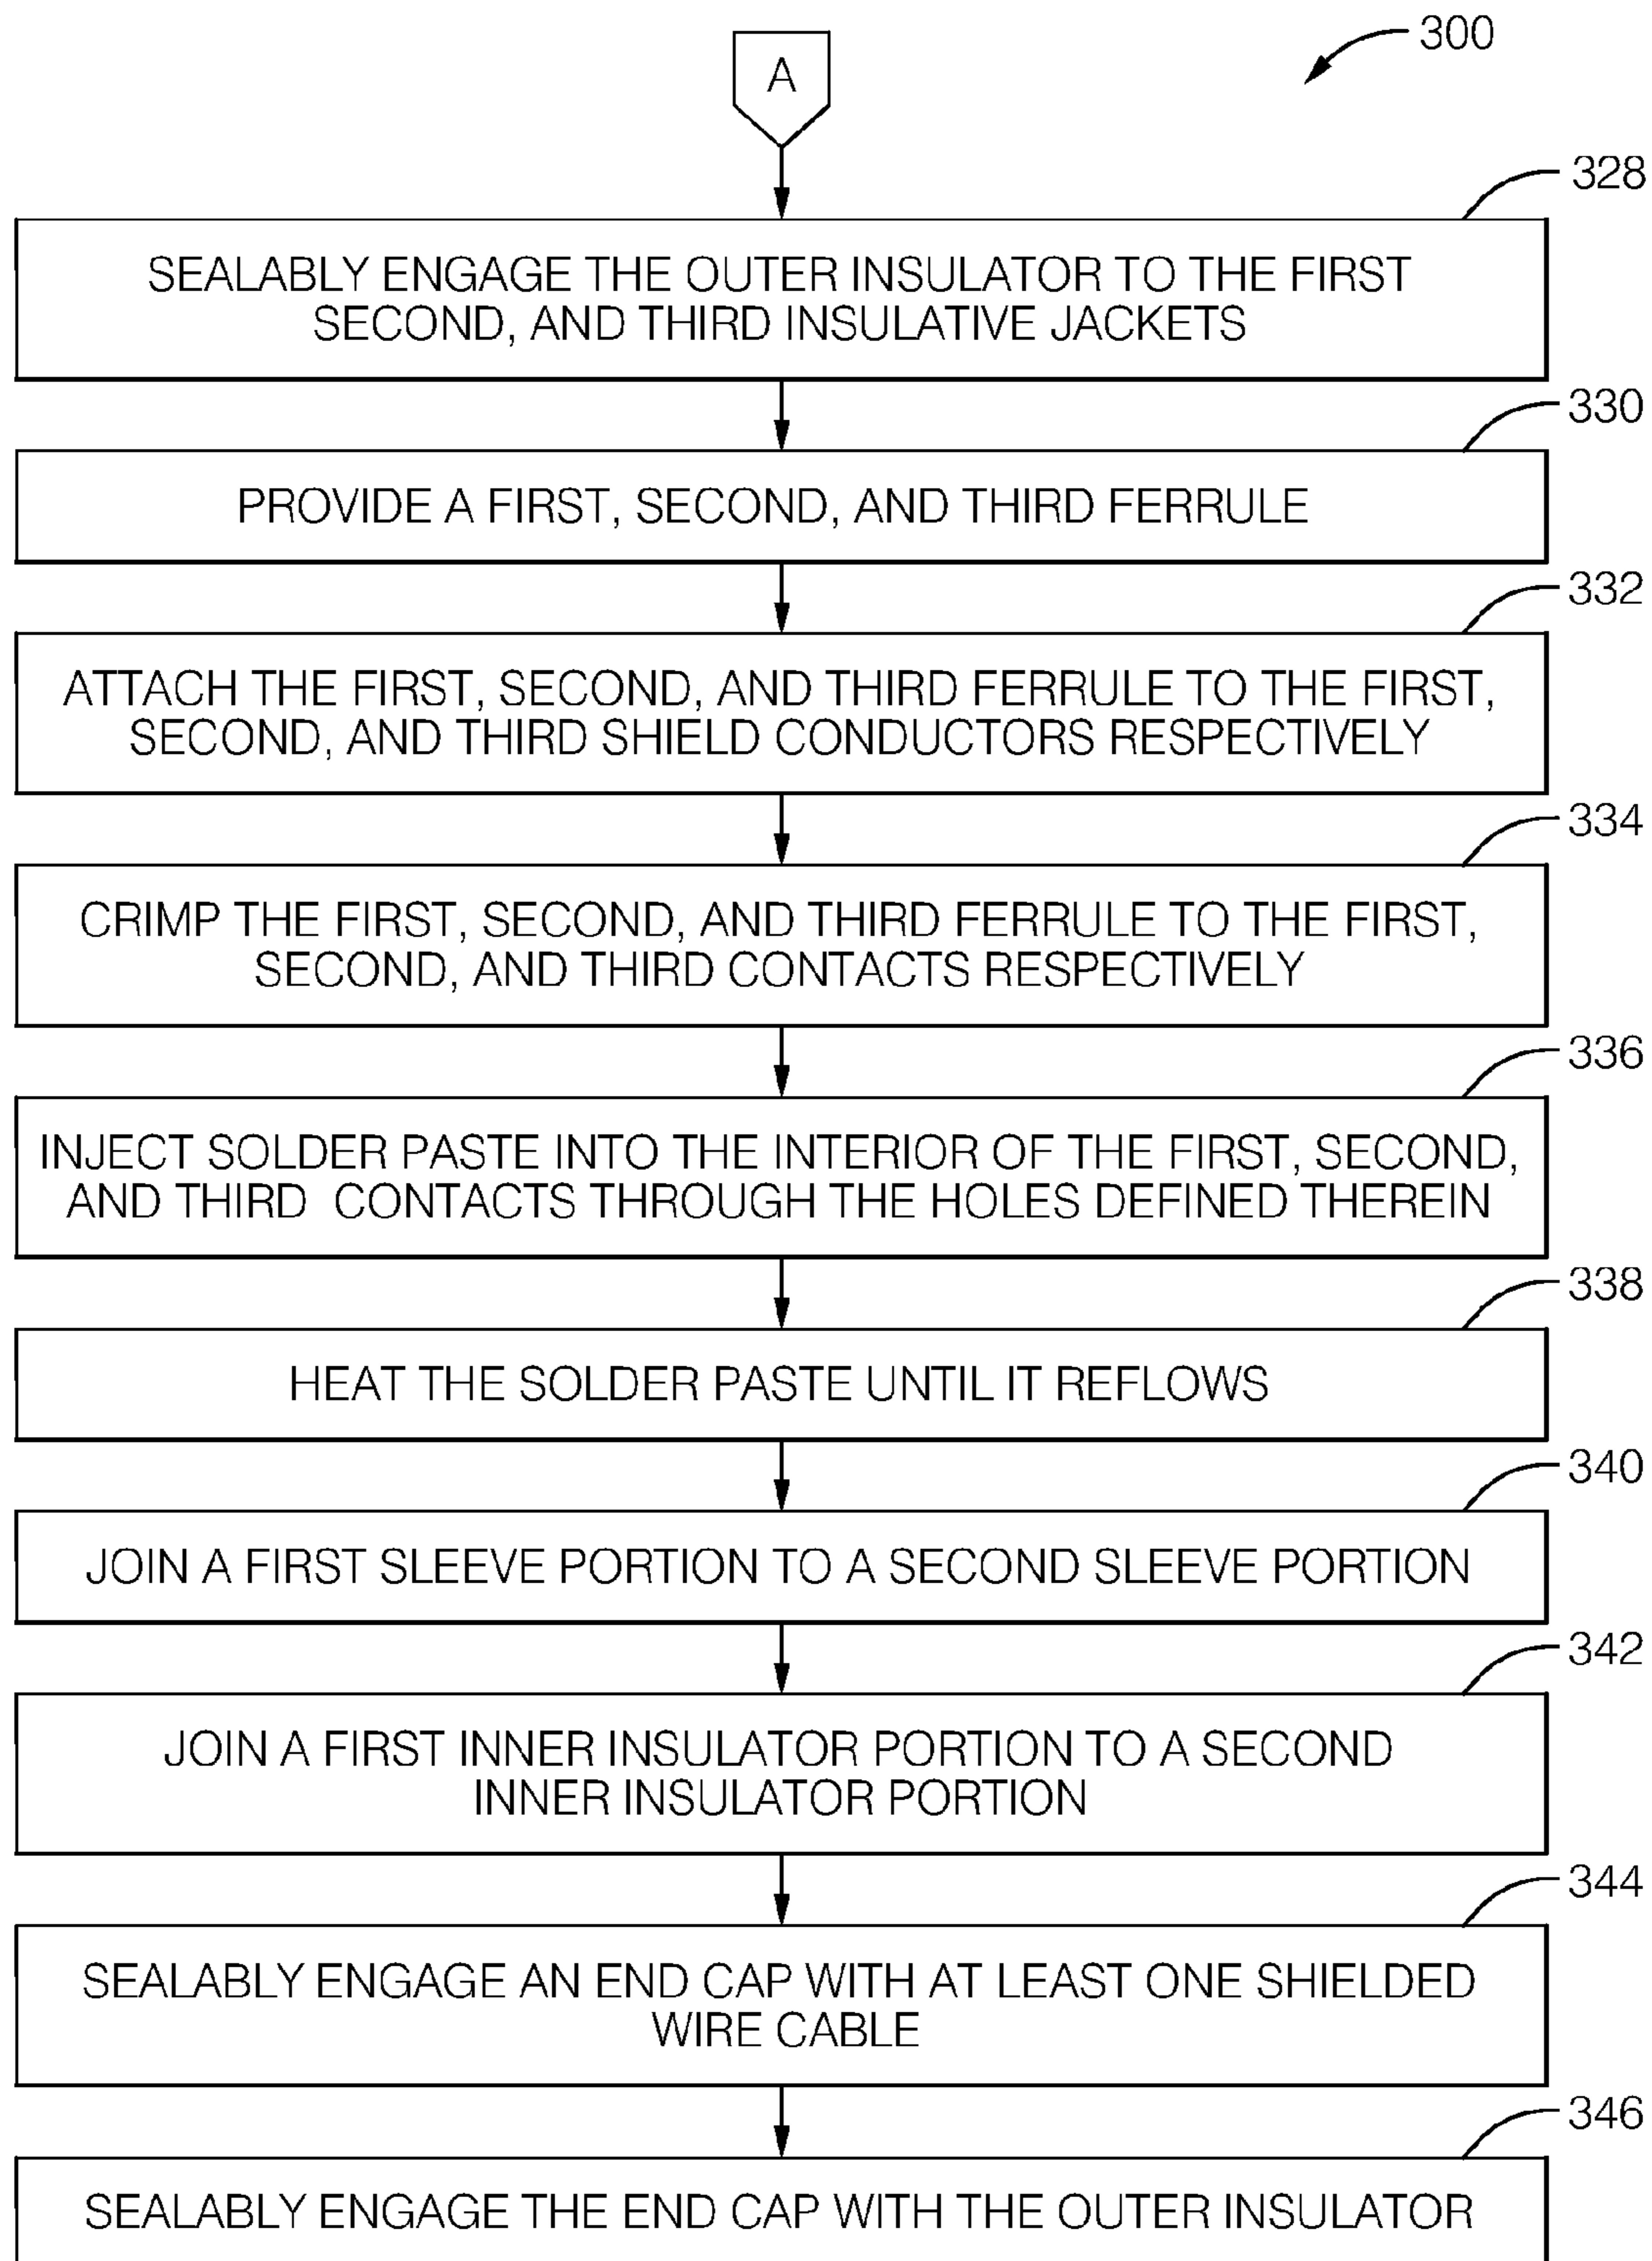 300
A
328
SEALABLY ENGAGE THE OUTER INSULATOR TO THE FIRST
SECOND, AND THIRD INSULATIVE JACKETS
330
PROVIDE A FIRST, SECOND, AND THIRD FERRULE
332
ATTACH THE FIRST, SECOND, AND THIRD FERRULE TO THE FIRST,
SECOND, AND THIRD SHIELD CONDUCTORS RESPECTIVELY
334
CRIMP THE FIRST, SECOND, AND THIRD FERRULE TO THE FIRST,
SECOND, AND THIRD CONTACTS RESPECTIVELY
336
INJECT SOLDER PASTE INTO THE INTERIOR OF THE FIRST, SECOND,
AND THIRD CONTACTS THROUGH THE HOLES DEFINED THEREIN
338
HEAT THE SOLDER PASTE UNTIL IT REFLOWS
340
JOIN A FIRST SLEEVE PORTION TO A SECOND SLEEVE PORTION
342
JOIN A FIRST INNER INSULATOR PORTION TO A SECOND
INNER INSULATOR PORTION
344
SEALABLY ENGAGE AN END CAP WITH AT LEAST ONE SHIELDED
WIRE CABLE
346
SEALABLY ENGAGE THE END CAP WITH THE OUTER INSULATOR